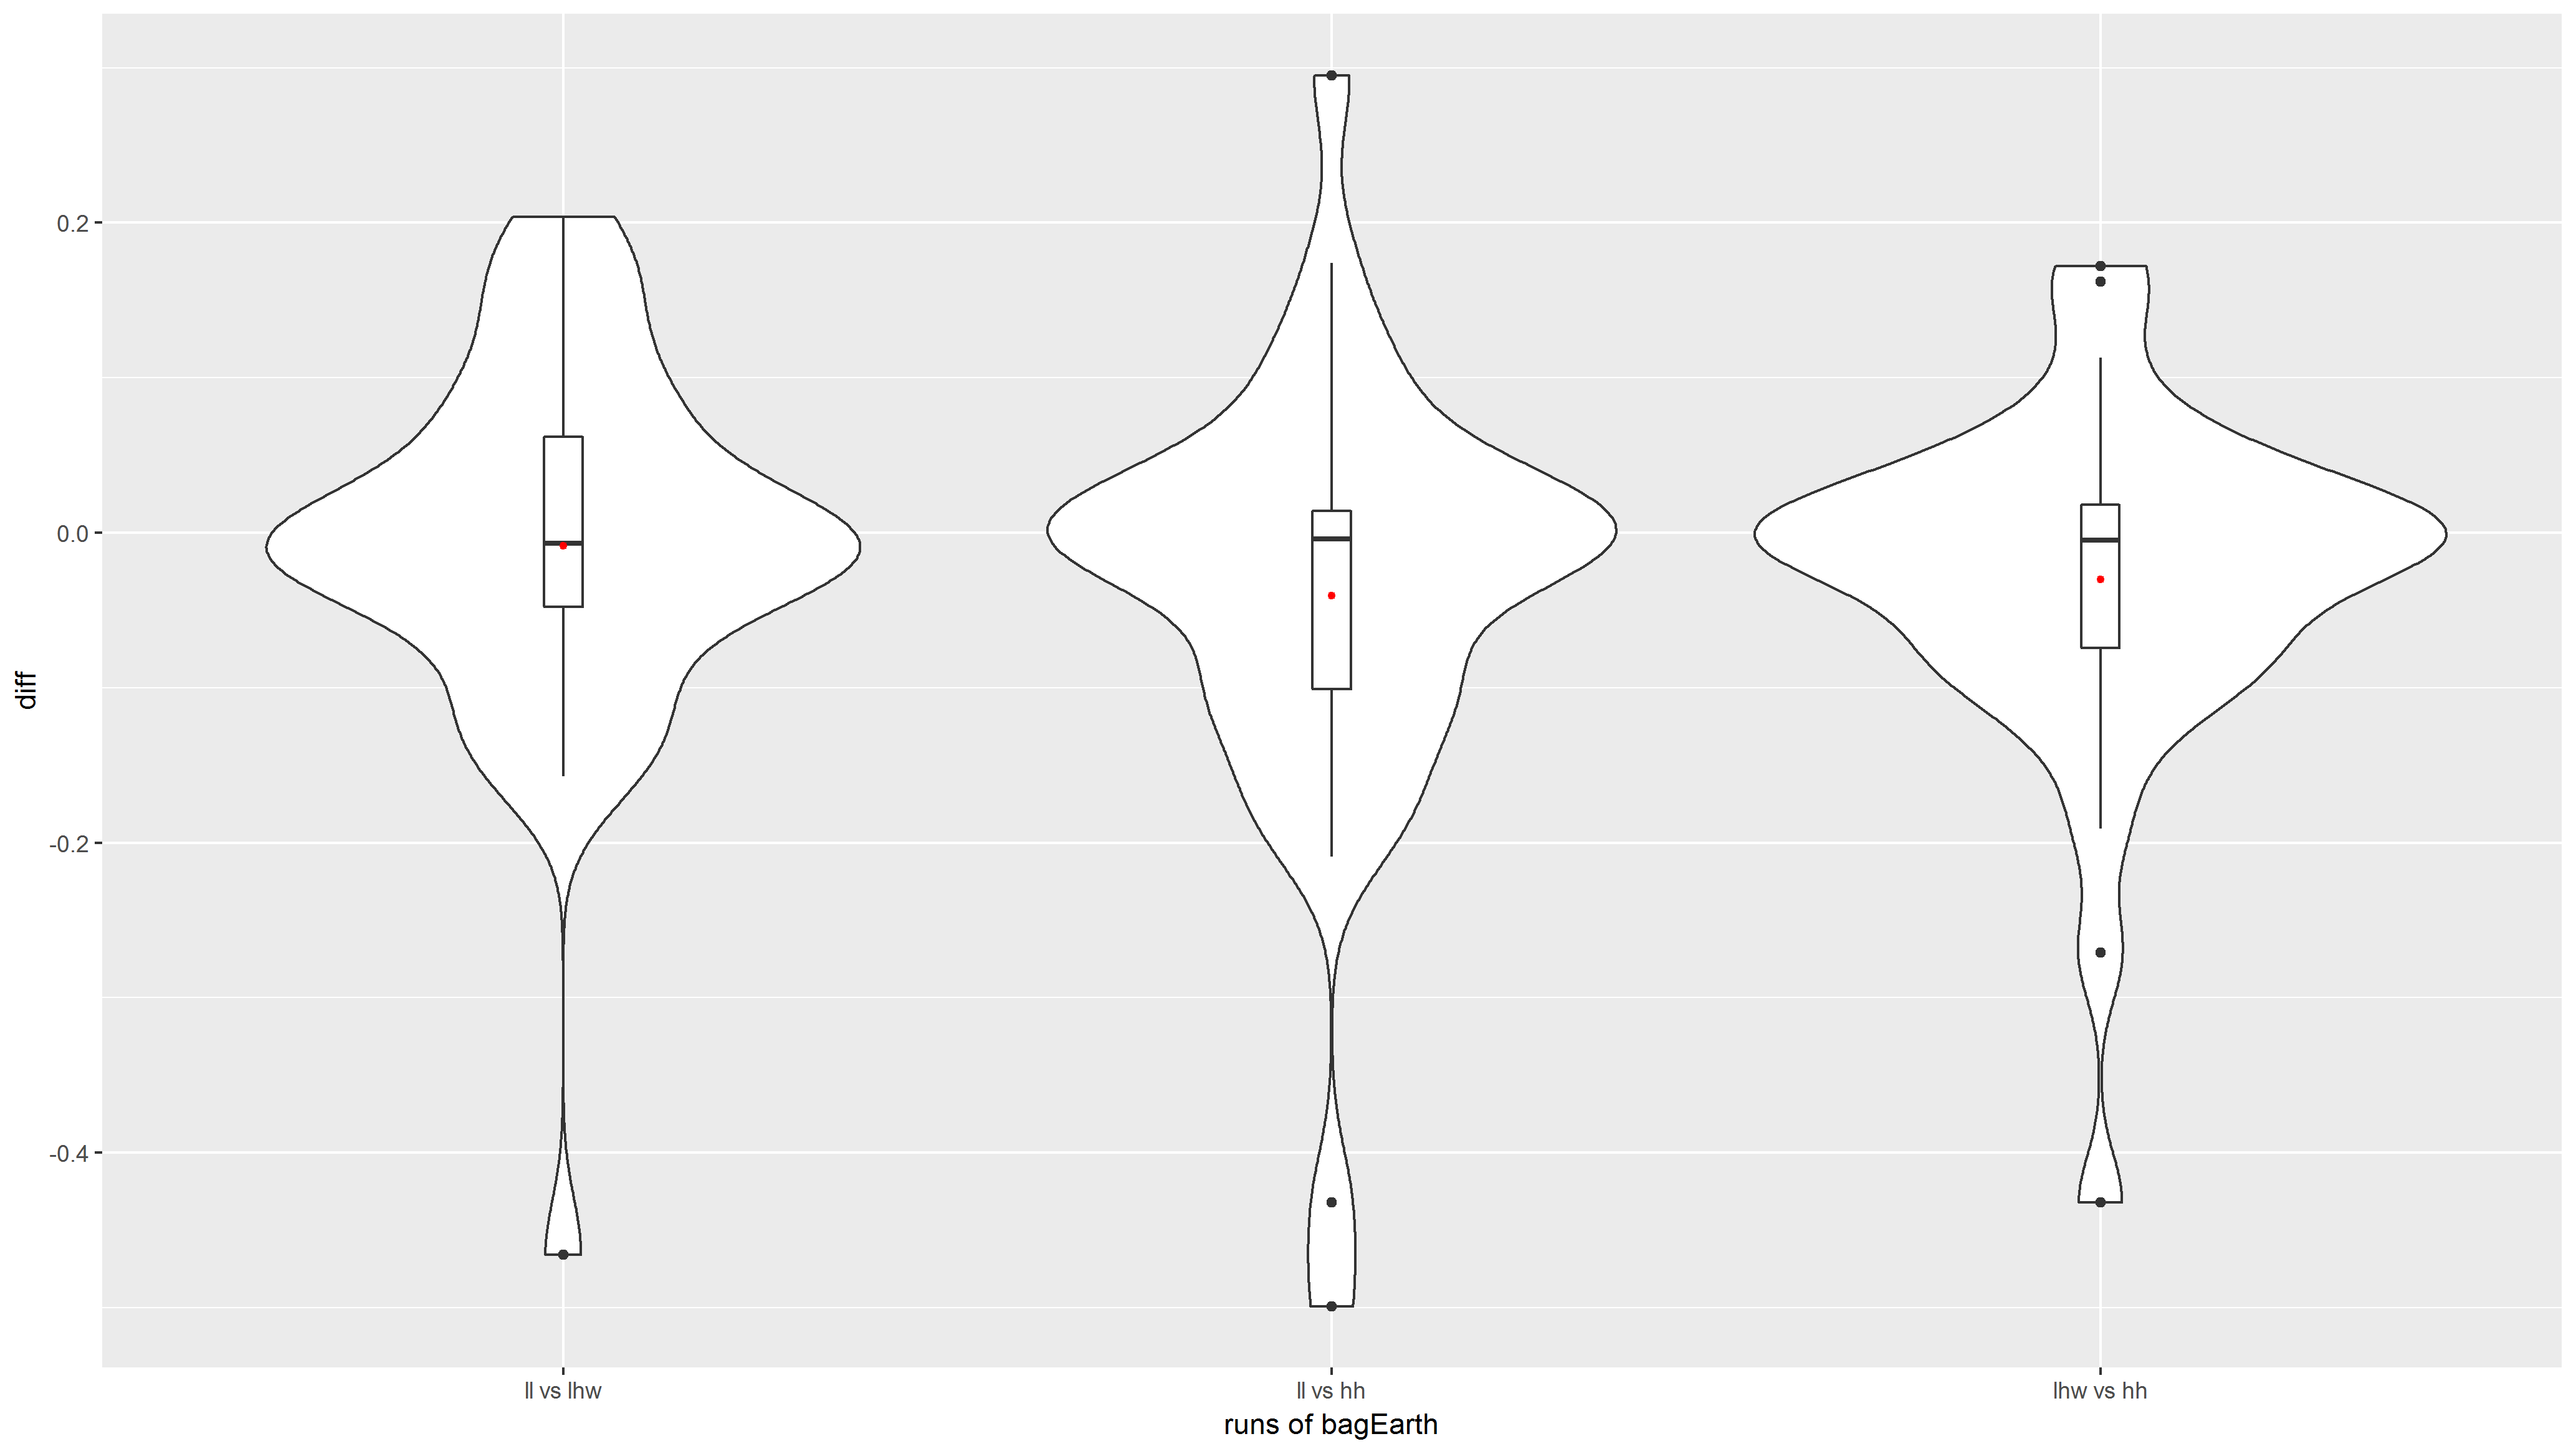 diff
0.2
0.0
-0.2
-0.4
ll vs lhw
ll vs hh
lhw vs hh
runs of bagEarth